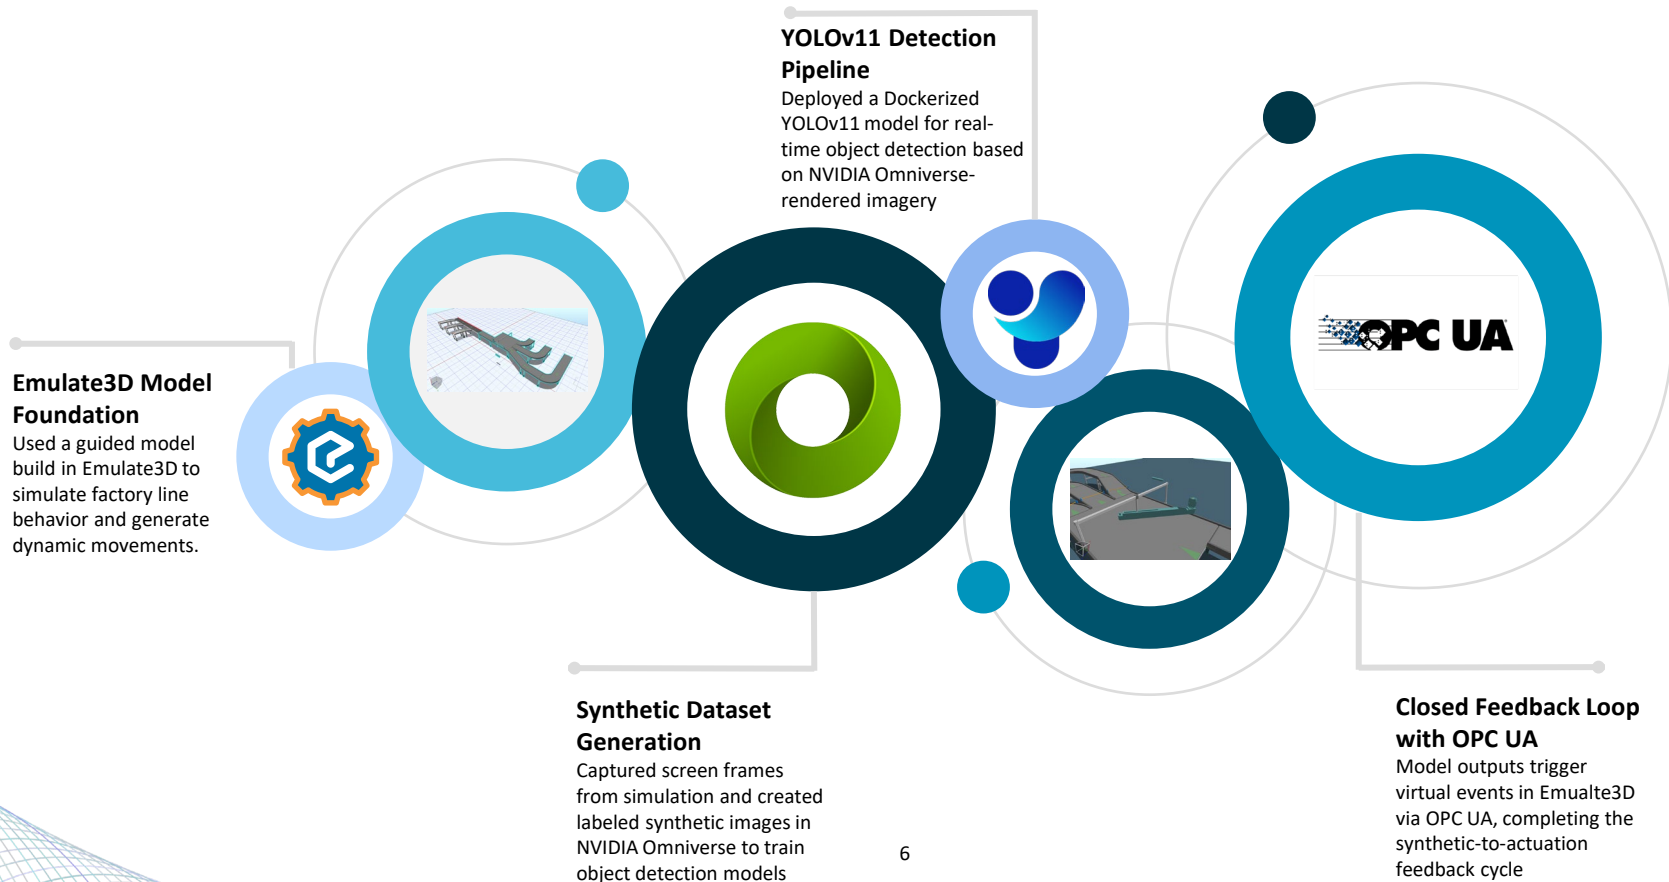 Emulate3D Model
Foundation
Used a guided model
build in Emulate3D to
simulate factory line
behavior and generate
dynamic movements.
Synthetic Dataset
Generation
Captured screen frames
from simulation and created
labeled synthetic images in
NVIDIA Omniverse to train
object detection models
YOLOv11 Detection
Pipeline
Deployed a Dockerized
YOLOv11 model for real-
time object detection based
on NVIDIA Omniverse-
rendered imagery
OPC UA
Closed Feedback Loop
with OPC UA
Model outputs trigger
virtual events in Emualte3D
via OPC UA, completing the
synthetic-to-actuation
feedback cycle
6